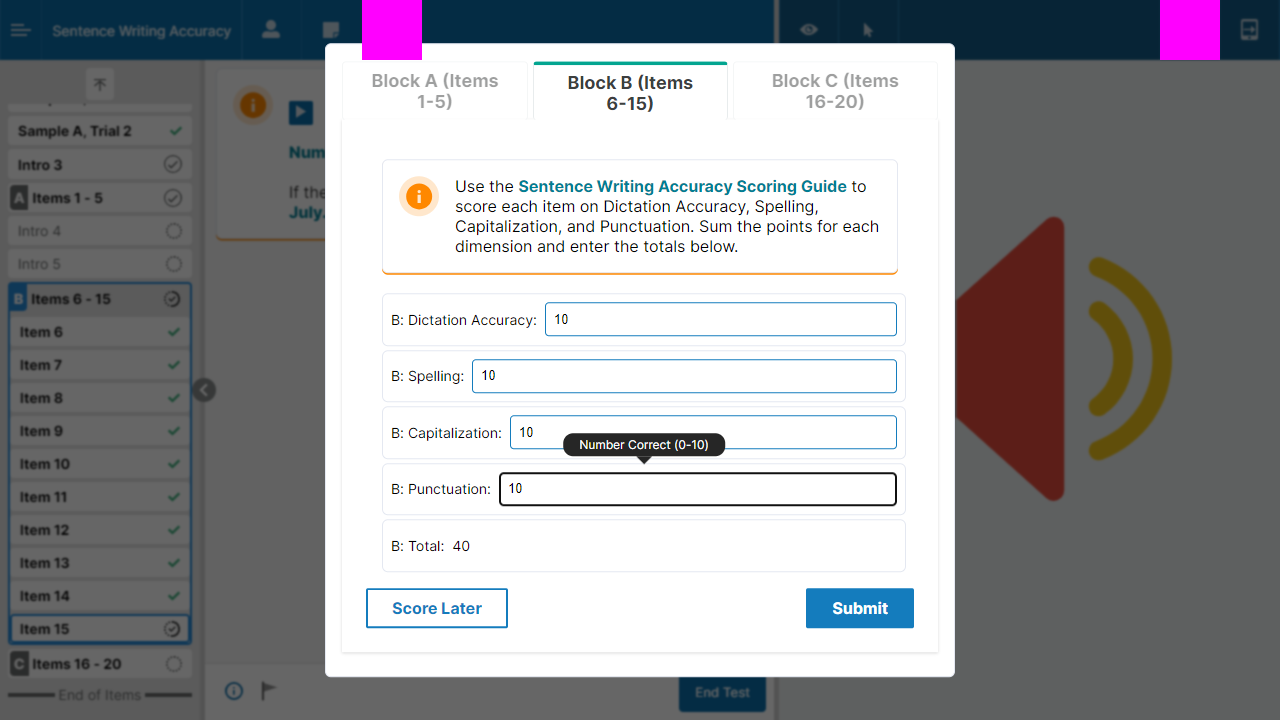 Sentence Writing Accuracy
Sample A, Trial 2
Intro 3
A Items 1 - 5
Intro 4
Intro 5
B Items 6 - 15
Item 6
Item 7
Item 8
Item 9
Item 10
Item 11
Item 12
Item 13
Item 14
Item 15
C Items 16 - 20
End of Items
Num
If the
July.
End Test
Block A (Items
1-5)
Block B (Items
6-15)
Block C (Items
16-20)
Use the Sentence Writing Accuracy Scoring Guide to
score each item on Dictation Accuracy, Spelling,
Capitalization, and Punctuation. Sum the points for each
dimension and enter the totals below.
B: Dictation Accuracy: 10
B: Spelling: 10
B: Capitalization: 10
Number Correct (0-10)
B: Punctuation: 10
B: Total: 40
Score Later
Submit